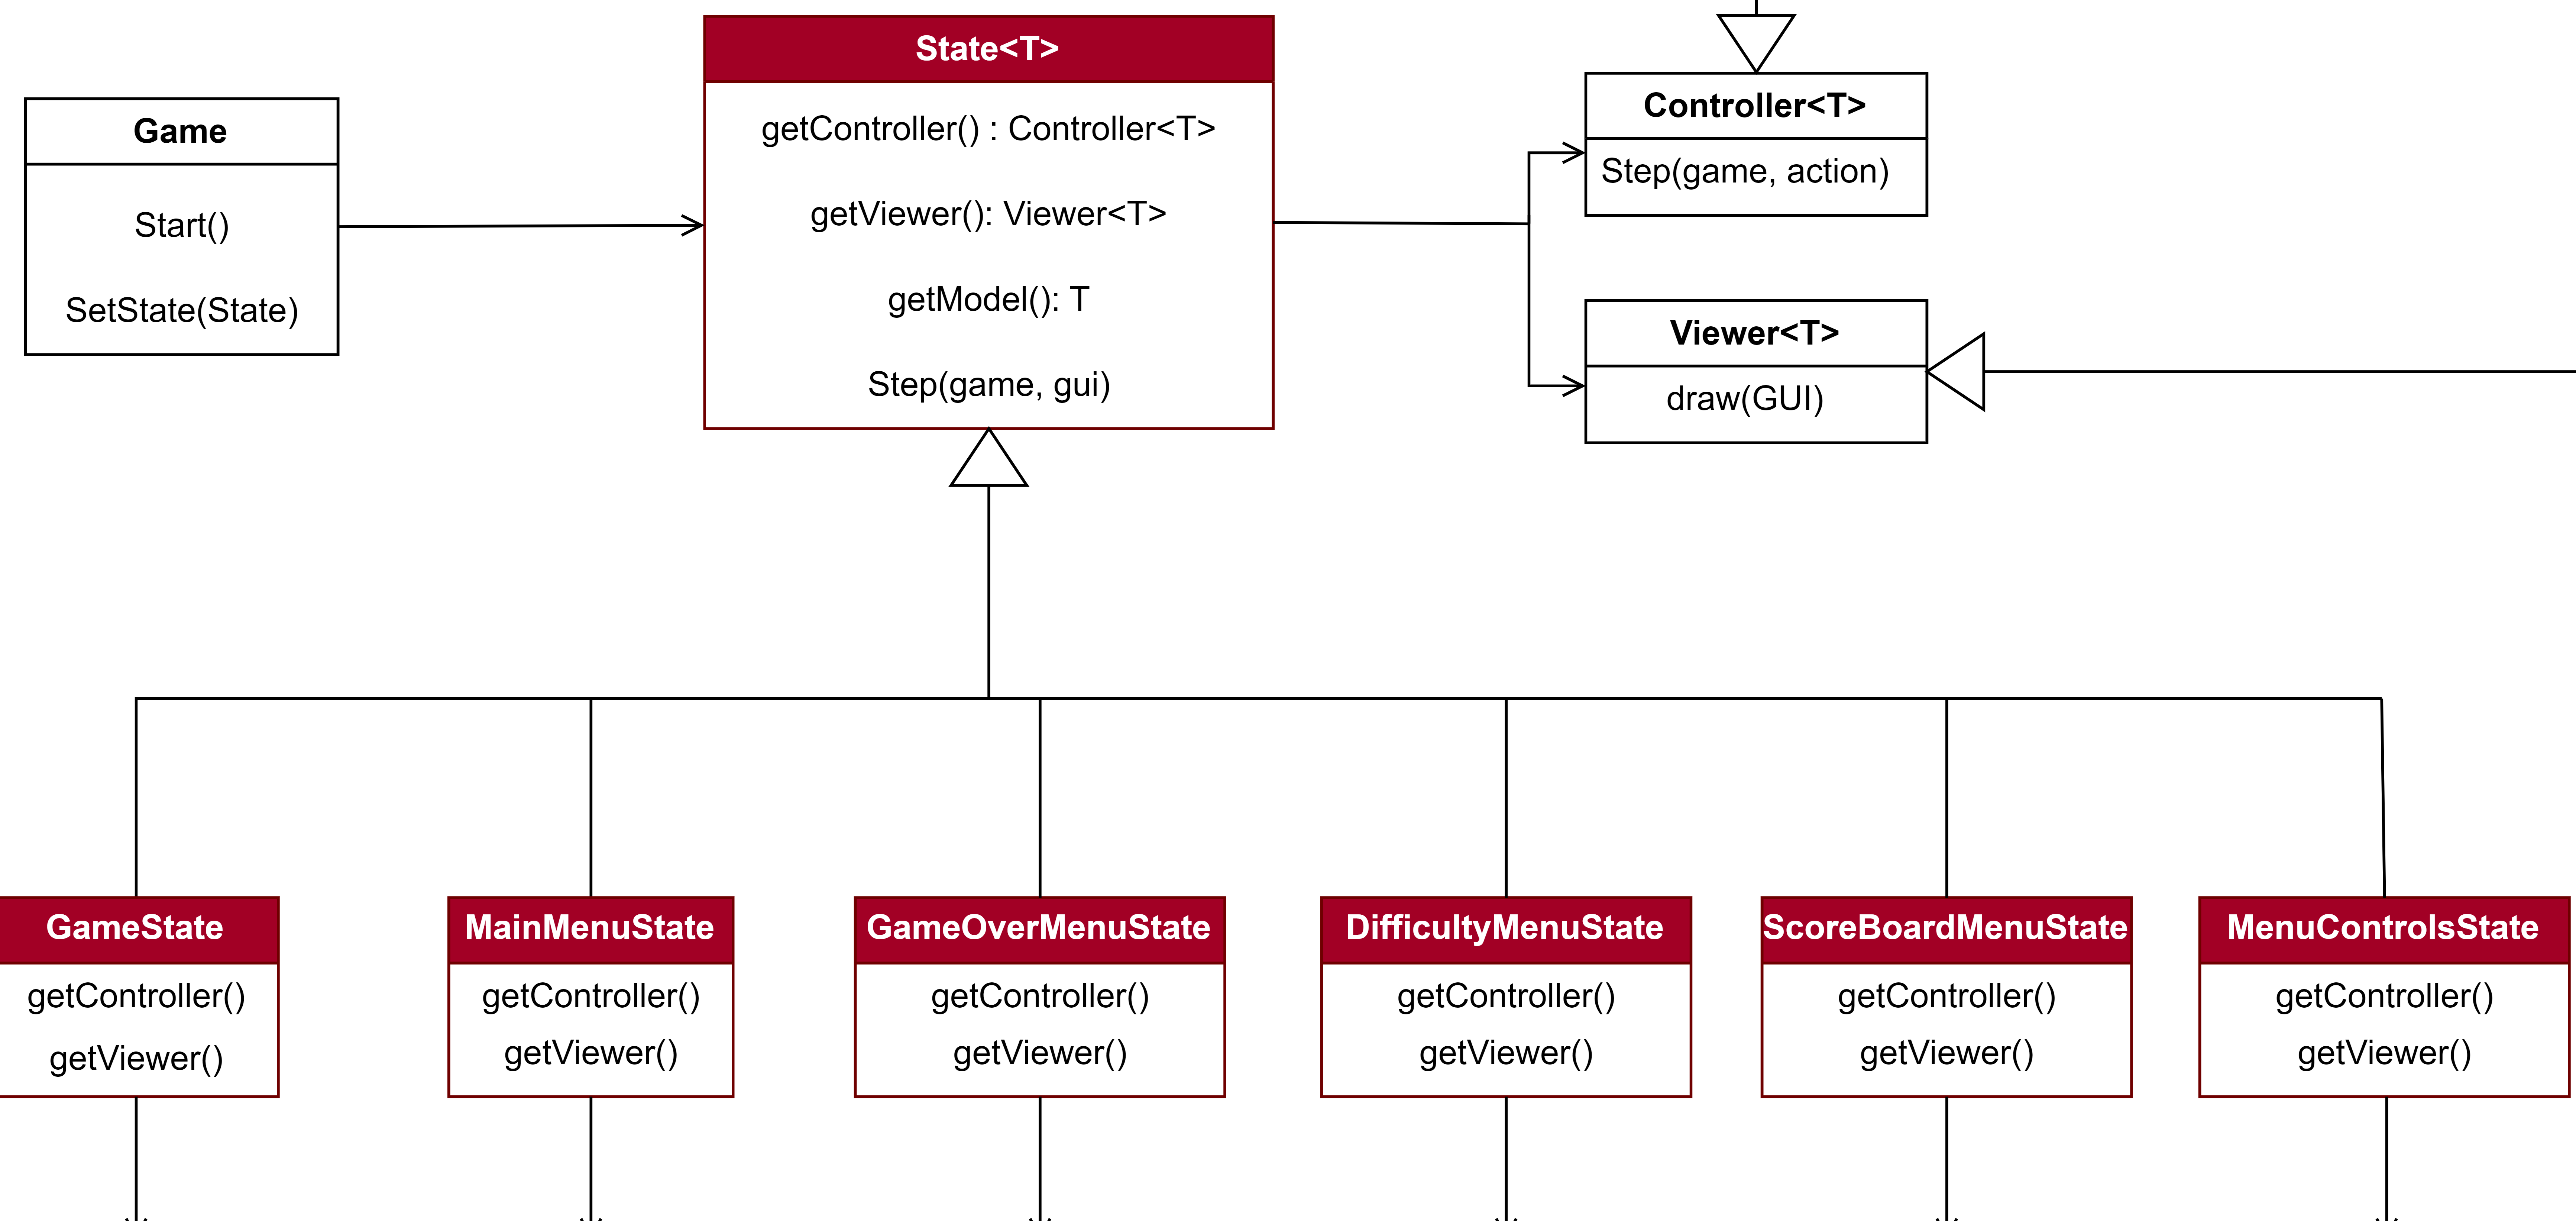 Game
Start()
SetState(State)
State<T>
getController() : Controller<T>
getViewer(): Viewer<T>
getModel(): T
Step(game, gui)
Controller<T>
Step(game, action)
Viewer<T>
draw(GUI)
GameState
getController()
getViewer()
MainMenuState
getController()
getViewer()
GameOverMenuState
getController()
getViewer()
DifficultyMenuState
getController()
getViewer()
ScoreBoardMenuState
getController()
getViewer()
MenuControlsState
getController()
getViewer()